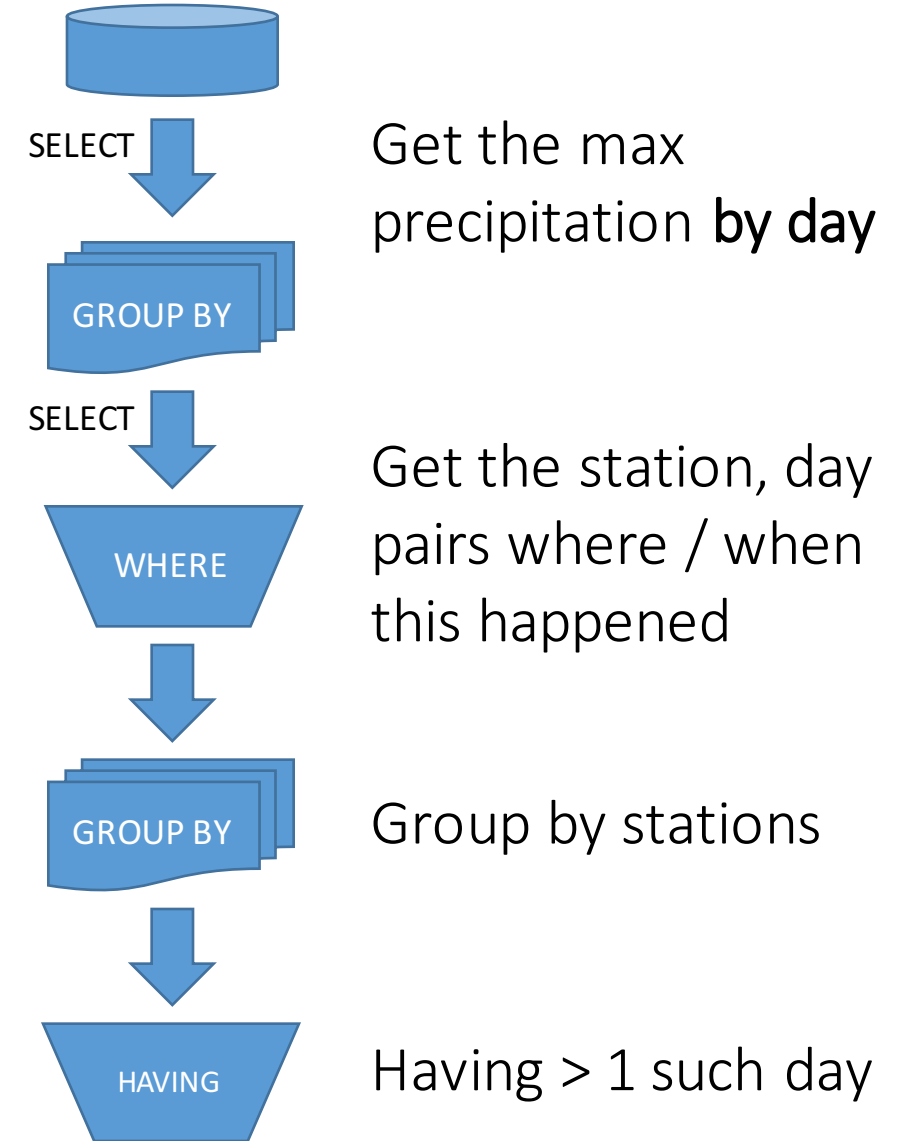 SELECT
Get the max
precipitation by day
GROUP BY
SELECT
Get the station, day
pairs where / when
this happened
WHERE
GROUP BY
Group by stations
HAVING
Having > 1 such day